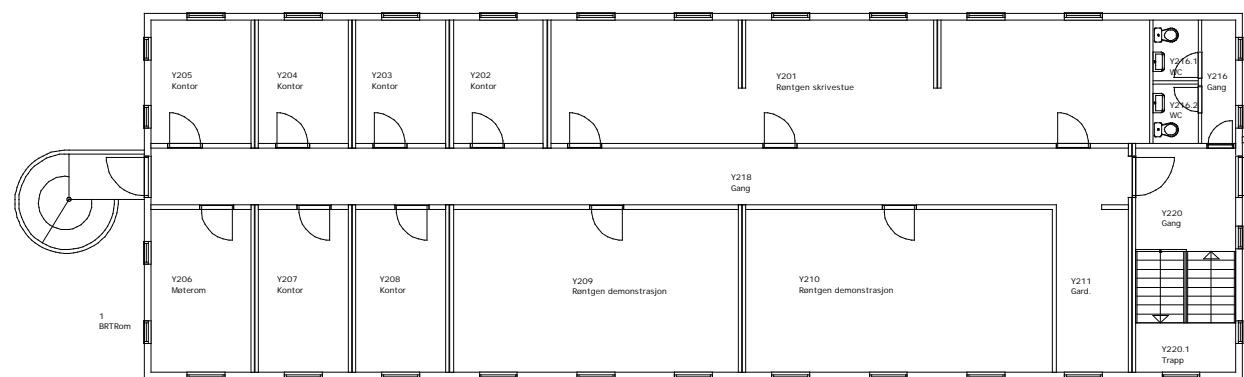 Y205
Kontor
Y204
Kontor
Y203
Kontor
Y202
Kontor
Y201
Røntgen skrivestue
Y216.1
WC
Y216
Gang
Y216.2
WC
Y218
Gang
Y220
Gang
Y206
Møterom
Y207
Kontor
Y208
Kontor
Y209
Røntgen demonstrasjon
Y210
Røntgen demonstrasjon
Y211
Gard.
1
BRTRom
Y220.1
Trapp